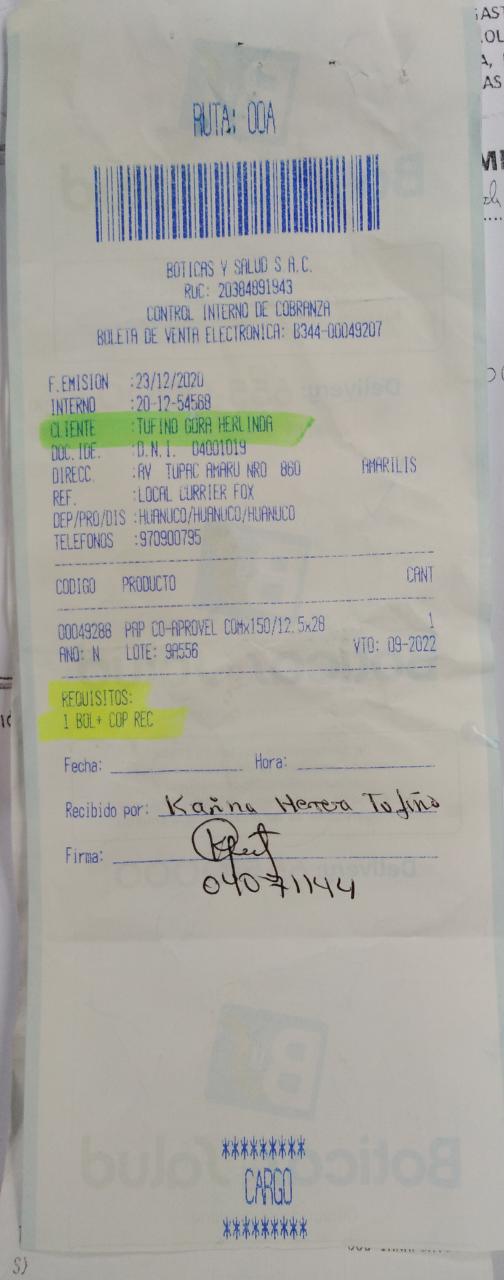 RUTA: 00A
BOTICAS Y SALUD S A.C.
RUC: 20384891943
CONTROL INTERNO DE COBRANZA
BOLETA DE VENTA ELECTRONICA: B344-00049207
F.EMISION :23/12/2020
INTERNO :20-12-54568
CLIENTE :TUFINO GORA HERLINDA
DOC.IDE. :D.N.I. 04001019
DIRECC. :AV TUPAC AMARU NRO 860 AMARILIS
REF. :LOCAL CURRIER FOX
DEP/PRO/DIS :HUANUCO/HUANUCO/HUANUCO
TELEFONOS :970900795
CODIGO PRODUCTO CANT
00049288 PAP CO-APROVEL COMx150/12.5x28 1
ANO: N LOTE: 9A556 VTO: 09-2022
REQUISITOS:
1 BOL+ COP REC
Fecha: Hora:
Recibido por: Karina Herrera Tofiño
Firma:
04071144
*********
CARGO
*********